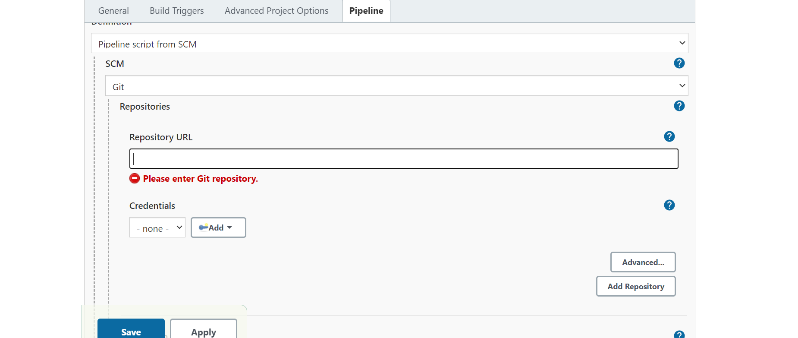 General Build Triggers Advanced Project Options Pipeline
Definition
Pipeline script from SCM
SCM
?
Git
Repositories
?
Repository URL
?
Please enter Git repository.
Credentials
?
- none -
Add
Advanced...
Add Repository
Save Apply
?